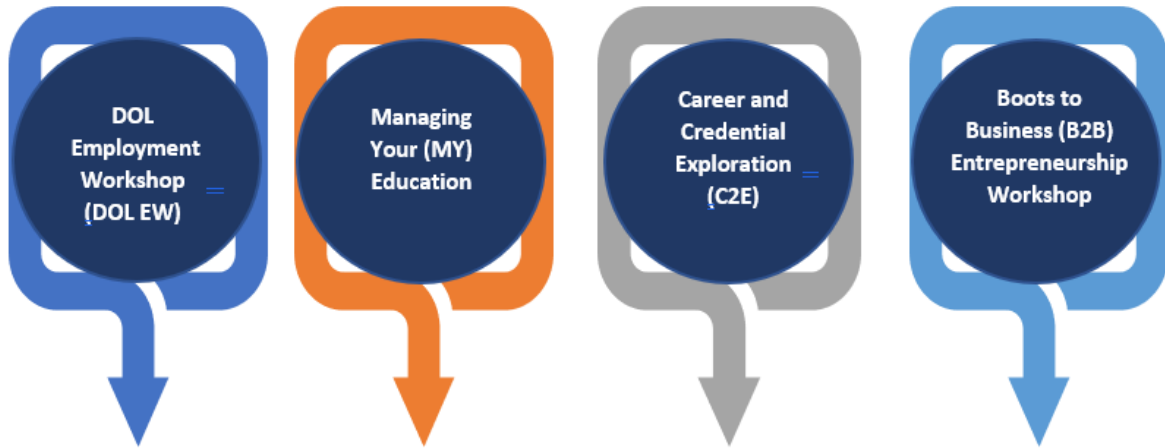 DOL
Employment
Workshop
(DOL EW)
Managing
Your (MY)
Education
Career and
Credential
Exploration
(C2E)
Boots to
Business (B2B)
Entrepreneurship
Workshop